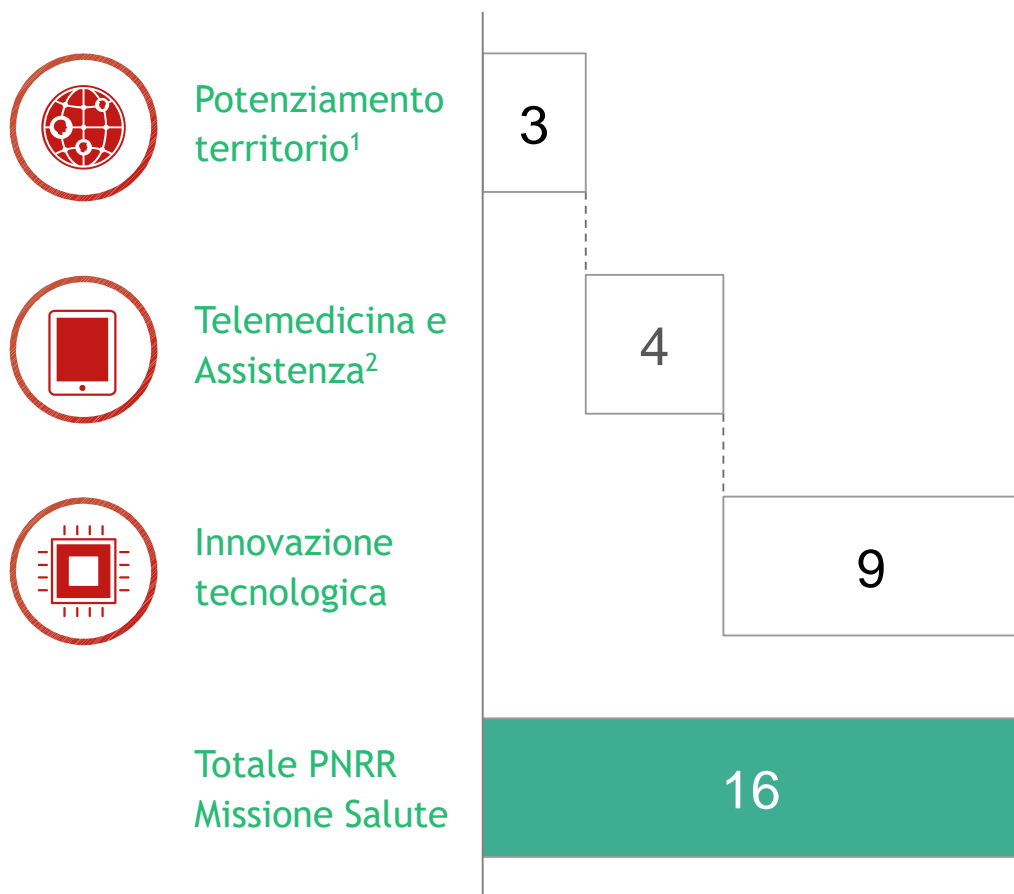 Potenziamento
territorio¹
3
Telemedicina e
Assistenza²
4
Innovazione
tecnologica
9
Totale PNRR
Missione Salute
16